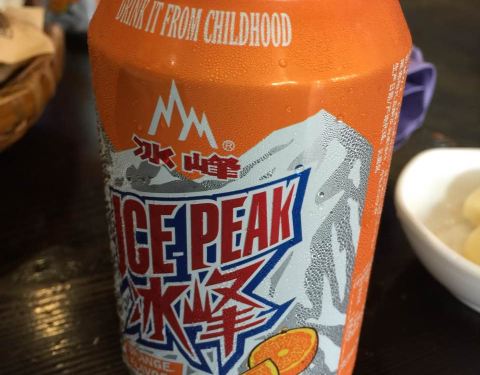 DRINK IT FROM CHILDHOOD
®
冰峰
ICE PEAK
冰峰
ORANGE